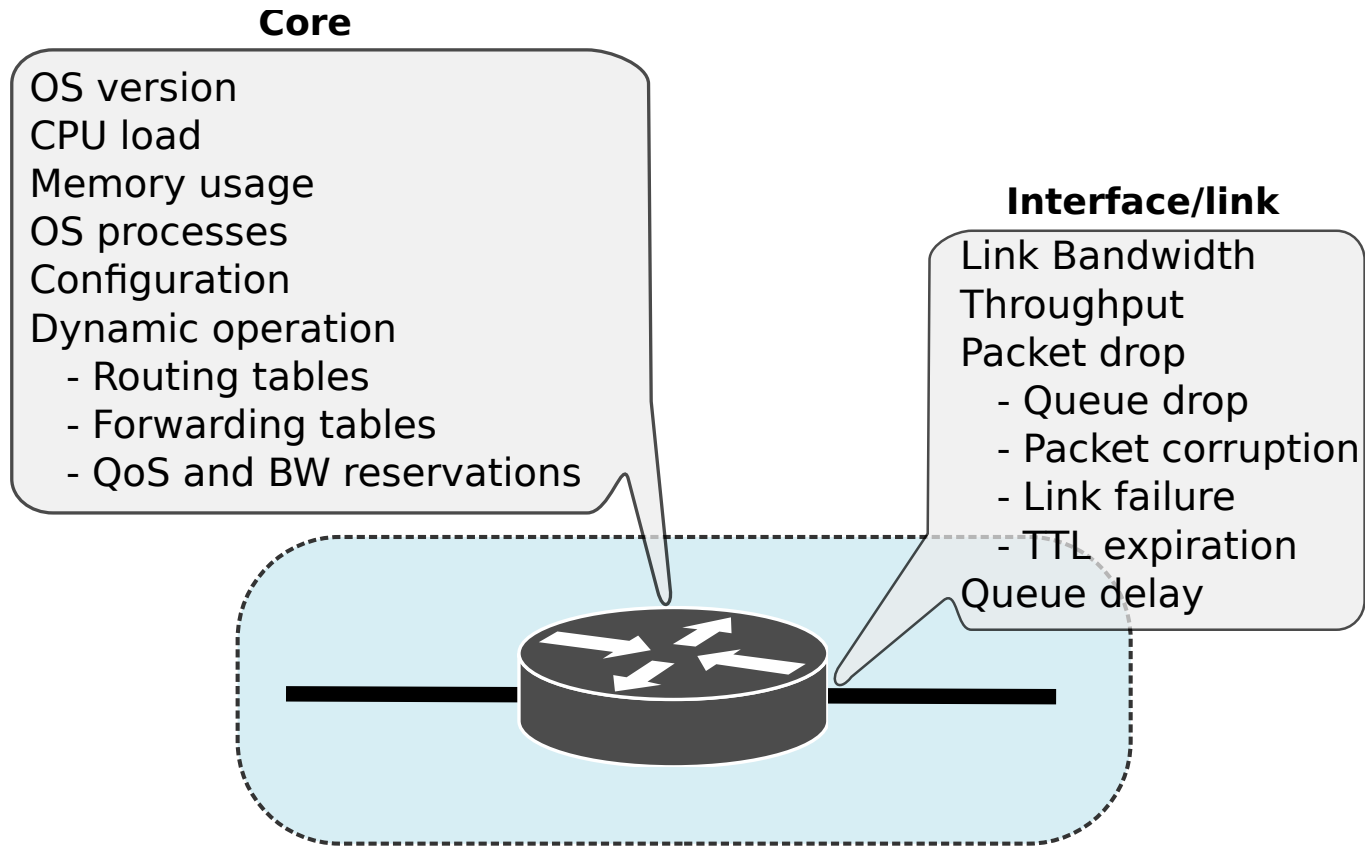 Core
OS version
CPU load
Memory usage
OS processes
Configuration
Dynamic operation
- Routing tables
- Forwarding tables
- QoS and BW reservations
Interface/link
Link Bandwidth
Throughput
Packet drop
- Queue drop
- Packet corruption
- Link failure
- TTL expiration
Queue delay